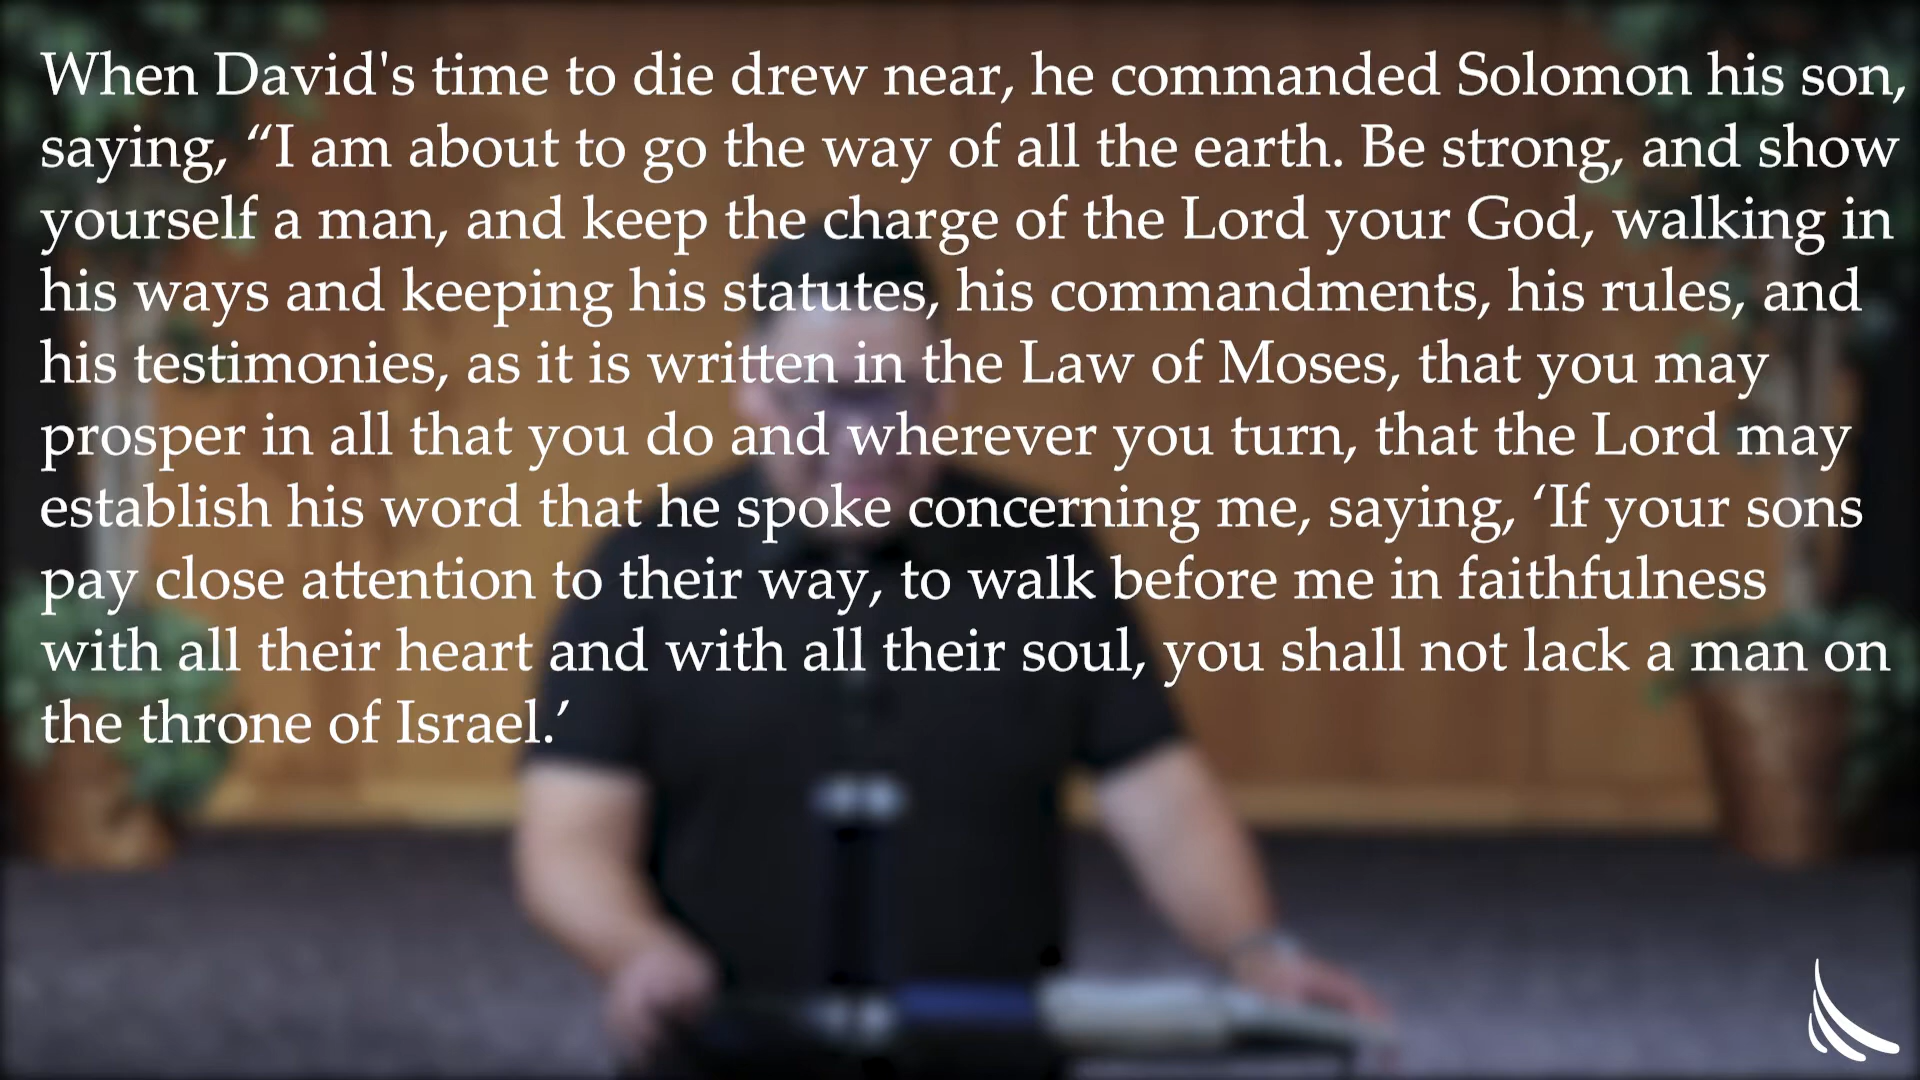 When David's time to die drew near, he commanded Solomon his son,
saying, “I am about to go the way of all the earth. Be strong, and show
yourself a man, and keep the charge of the Lord your God, walking in
his ways and keeping his statutes, his commandments, his rules, and
his testimonies, as it is written in the Law of Moses, that you may
prosper in all that you do and wherever you turn, that the Lord may
establish his word that he spoke concerning me, saying, ‘If your sons
pay close attention to their way, to walk before me in faithfulness
with all their heart and with all their soul, you shall not lack a man on
the throne of Israel.’